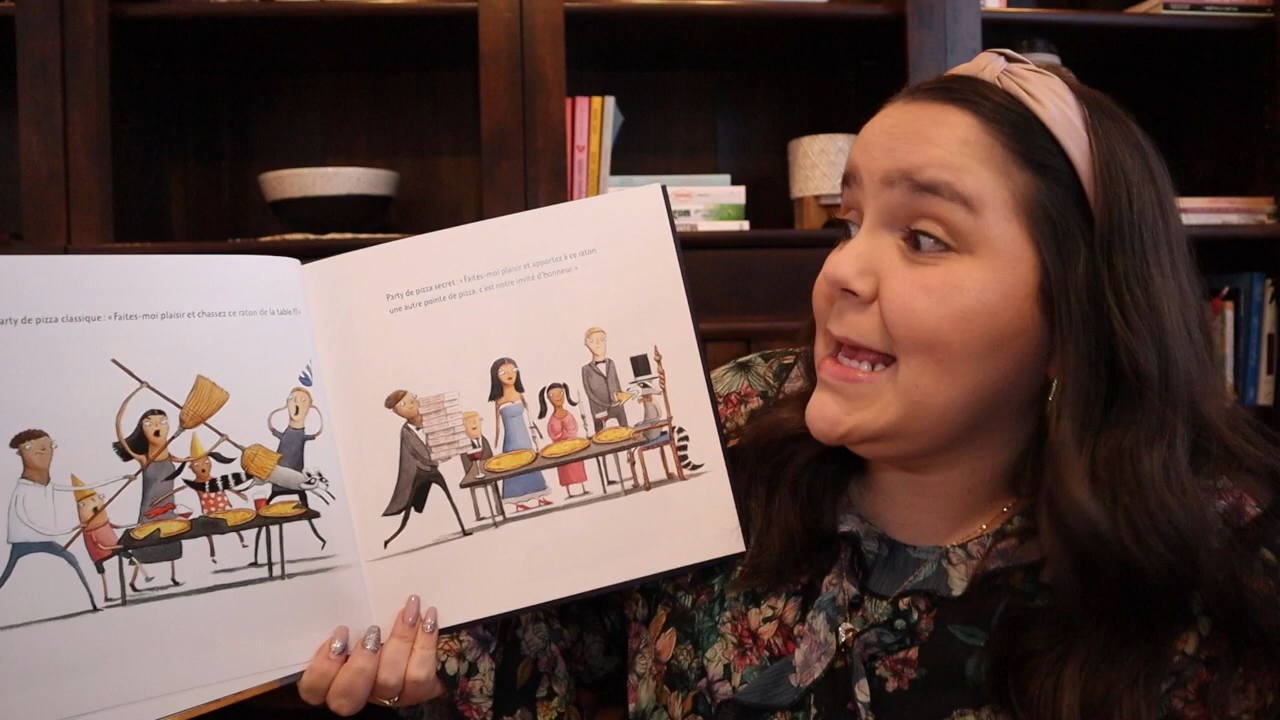 arty de pizza classique : « Faites-moi plaisir et chassez ce raton de la table !! »
Party de pizza secret : « Faites-moi plaisir et apportez à ce raton
une autre pointe de pizza, c'est notre invité d'honneur. »